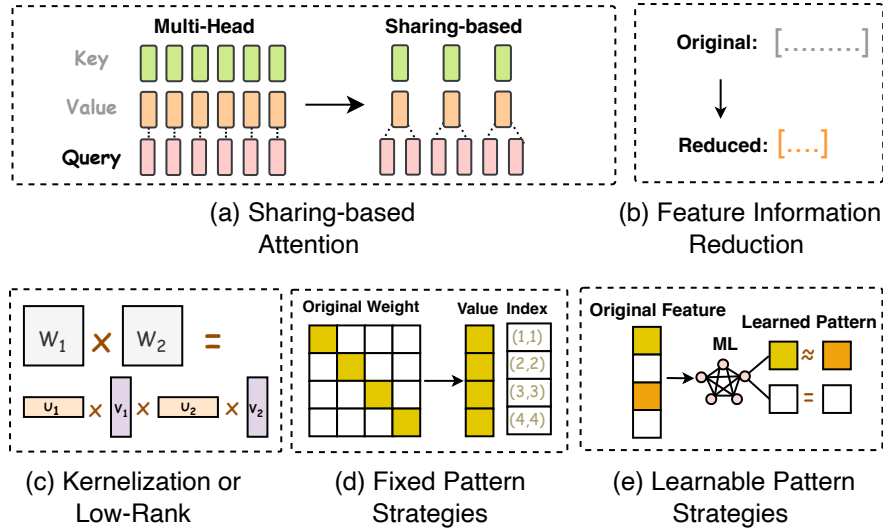 Multi-Head
Sharing-based
Key
Value
Query
(a) Sharing-based
Attention
Original: [.........]
Reduced: [....]
(b) Feature Information
Reduction
W1 × W2 =
U1 × V1 × U2 × V2
(c) Kernelization or
Low-Rank
Original Weight
Value
Index
(1,1)
(2,2)
(3,3)
(4,4)
(d) Fixed Pattern
Strategies
Original Feature
Learned Pattern
ML
≈
=
(e) Learnable Pattern
Strategies